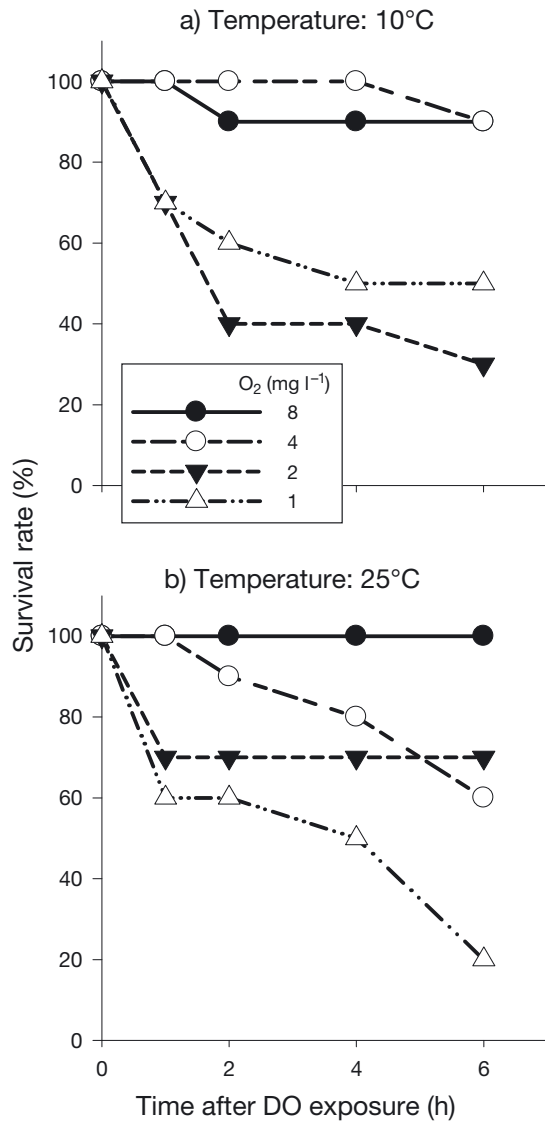 a) Temperature: 10°C
100
80
60
40
20
0
O₂ (mg l⁻¹)
8
4
2
1
Survival rate (%)
b) Temperature: 25°C
100
80
60
40
20
0
0 2 4 6
Time after DO exposure (h)